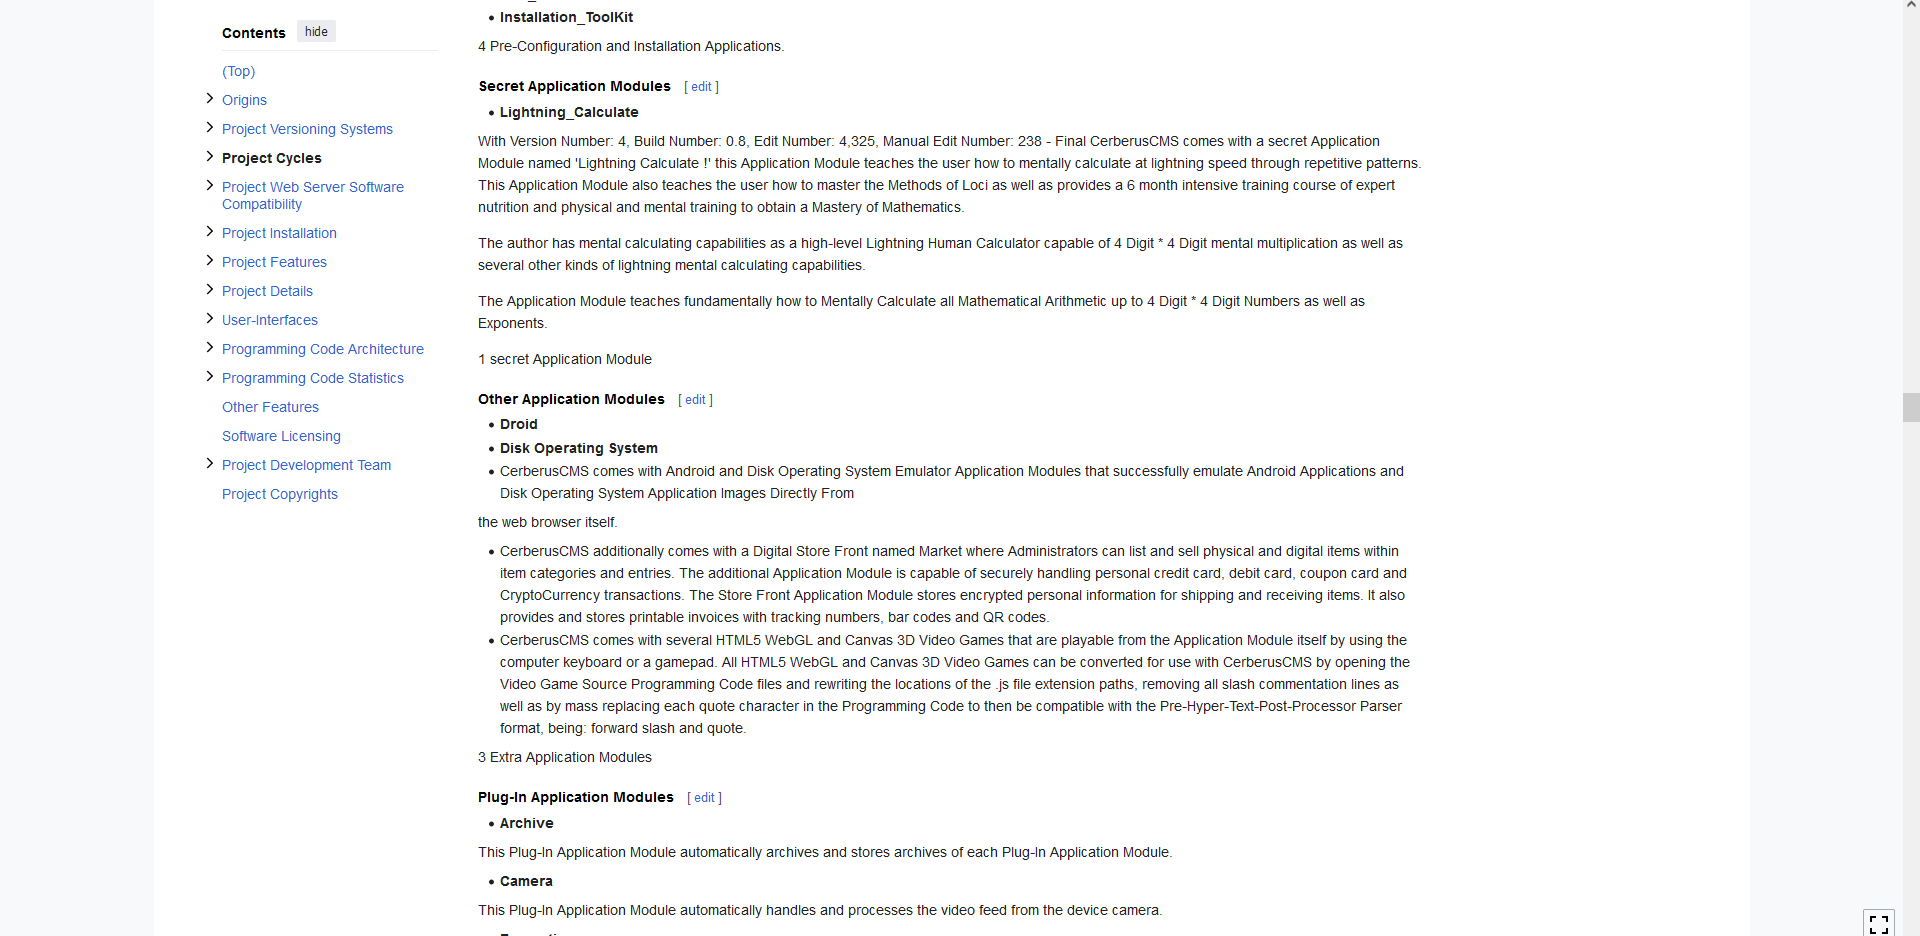 Contents hide
(Top)
Origins
Project Versioning Systems
Project Cycles
Project Web Server Software
Compatibility
Project Installation
Project Features
Project Details
User-Interfaces
Programming Code Architecture
Programming Code Statistics
Other Features
Software Licensing
Project Development Team
Project Copyrights
• Installation_ToolKit
4 Pre-Configuration and Installation Applications.
Secret Application Modules [ edit ]
• Lightning_Calculate
With Version Number: 4, Build Number: 0.8, Edit Number: 4,325, Manual Edit Number: 238 - Final CerberusCMS comes with a secret Application
Module named 'Lightning Calculate !' this Application Module teaches the user how to mentally calculate at lightning speed through repetitive patterns.
This Application Module also teaches the user how to master the Methods of Loci as well as provides a 6 month intensive training course of expert
nutrition and physical and mental training to obtain a Mastery of Mathematics.
The author has mental calculating capabilities as a high-level Lightning Human Calculator capable of 4 Digit * 4 Digit mental multiplication as well as
several other kinds of lightning mental calculating capabilities.
The Application Module teaches fundamentally how to Mentally Calculate all Mathematical Arithmetic up to 4 Digit * 4 Digit Numbers as well as
Exponents.
1 secret Application Module
Other Application Modules [ edit ]
• Droid
• Disk Operating System
• CerberusCMS comes with Android and Disk Operating System Emulator Application Modules that successfully emulate Android Applications and
Disk Operating System Application Images Directly From
the web browser itself.
• CerberusCMS additionally comes with a Digital Store Front named Market where Administrators can list and sell physical and digital items within
item categories and entries. The additional Application Module is capable of securely handling personal credit card, debit card, coupon card and
CryptoCurrency transactions. The Store Front Application Module stores encrypted personal information for shipping and receiving items. It also
provides and stores printable invoices with tracking numbers, bar codes and QR codes.
• CerberusCMS comes with several HTML5 WebGL and Canvas 3D Video Games that are playable from the Application Module itself by using the
computer keyboard or a gamepad. All HTML5 WebGL and Canvas 3D Video Games can be converted for use with CerberusCMS by opening the
Video Game Source Programming Code files and rewriting the locations of the .js file extension paths, removing all slash commentation lines as
well as by mass replacing each quote character in the Programming Code to then be compatible with the Pre-Hyper-Text-Post-Processor Parser
format, being: forward slash and quote.
3 Extra Application Modules
Plug-In Application Modules [ edit ]
• Archive
This Plug-In Application Module automatically archives and stores archives of each Plug-In Application Module.
• Camera
This Plug-In Application Module automatically handles and processes the video feed from the device camera.